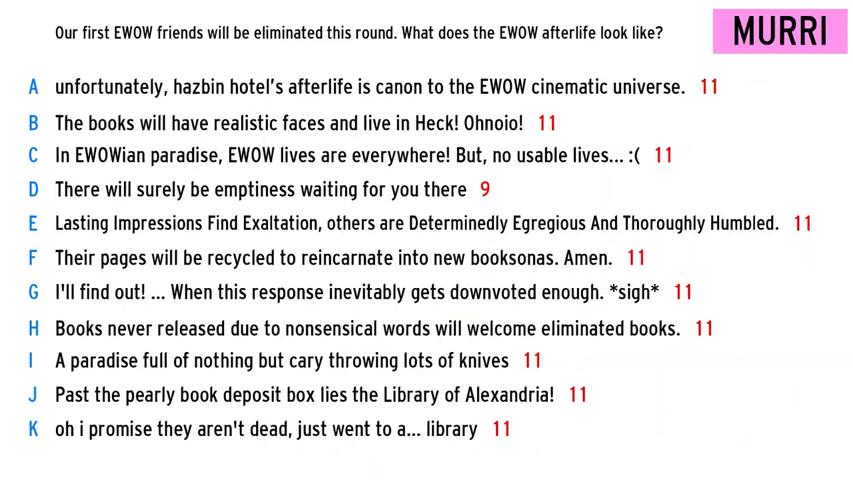 Our first EWOW friends will be eliminated this round. What does the EWOW afterlife look like?
MURRI
A unfortunately, hazbin hotel's afterlife is canon to the EWOW cinematic universe. 11
B The books will have realistic faces and live in Heck! Ohnoio! 11
C In EWOWian paradise, EWOW lives are everywhere! But, no usable lives... :( 11
D There will surely be emptiness waiting for you there 9
E Lasting Impressions Find Exaltation, others are Determinedly Egregious And Thoroughly Humbled. 11
F Their pages will be recycled to reincarnate into new booksonas. Amen. 11
G I'll find out! ... When this response inevitably gets downvoted enough. *sigh* 11
H Books never released due to nonsensical words will welcome eliminated books. 11
I A paradise full of nothing but cary throwing lots of knives 11
J Past the pearly book deposit box lies the Library of Alexandria! 11
K oh i promise they aren't dead, just went to a... library 11